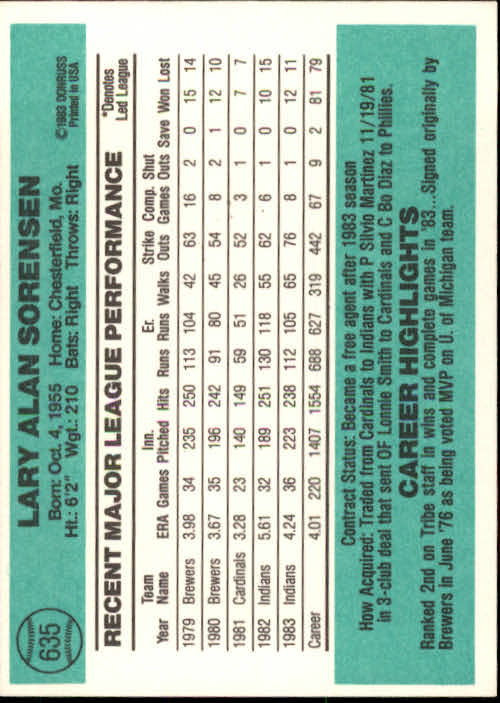 635
LARY ALAN SORENSEN
Born: Oct. 4, 1955 Home: Chesterfield, Mo.
Ht.: 6'2" Wgt.: 210 Bats: Right Throws: Right
©1983 DONRUSS
Printed in USA
RECENT MAJOR LEAGUE PERFORMANCE
*Denotes
Led League
Team Inn. Er. Strike Comp. Shut
Year Name ERA Games Pitched Hits Runs Runs Walks Outs Games Outs Save Won Lost
1979 Brewers 3.98 34 235 250 113 104 42 63 16 2 0 15 14
1980 Brewers 3.67 35 196 242 91 80 45 54 8 2 1 12 10
1981 Cardinals 3.28 23 140 149 59 51 26 52 3 1 0 7 7
1982 Indians 5.61 32 189 251 130 118 55 62 6 1 0 10 15
1983 Indians 4.24 36 223 238 112 105 65 76 8 1 0 12 11
Career 4.01 220 1407 1554 688 627 319 442 67 9 2 81 79
Contract Status: Became a free agent after 1983 season
How Acquired: Traded from Cardinals to Indians with P Silvio Martinez 11/19/81
in 3-club deal that sent OF Lonnie Smith to Cardinals and C Bo Diaz to Phillies.
CAREER HIGHLIGHTS
Ranked 2nd on Tribe staff in wins and complete games in '83...Signed originally by
Brewers in June '76 as being voted MVP on U. of Michigan team.